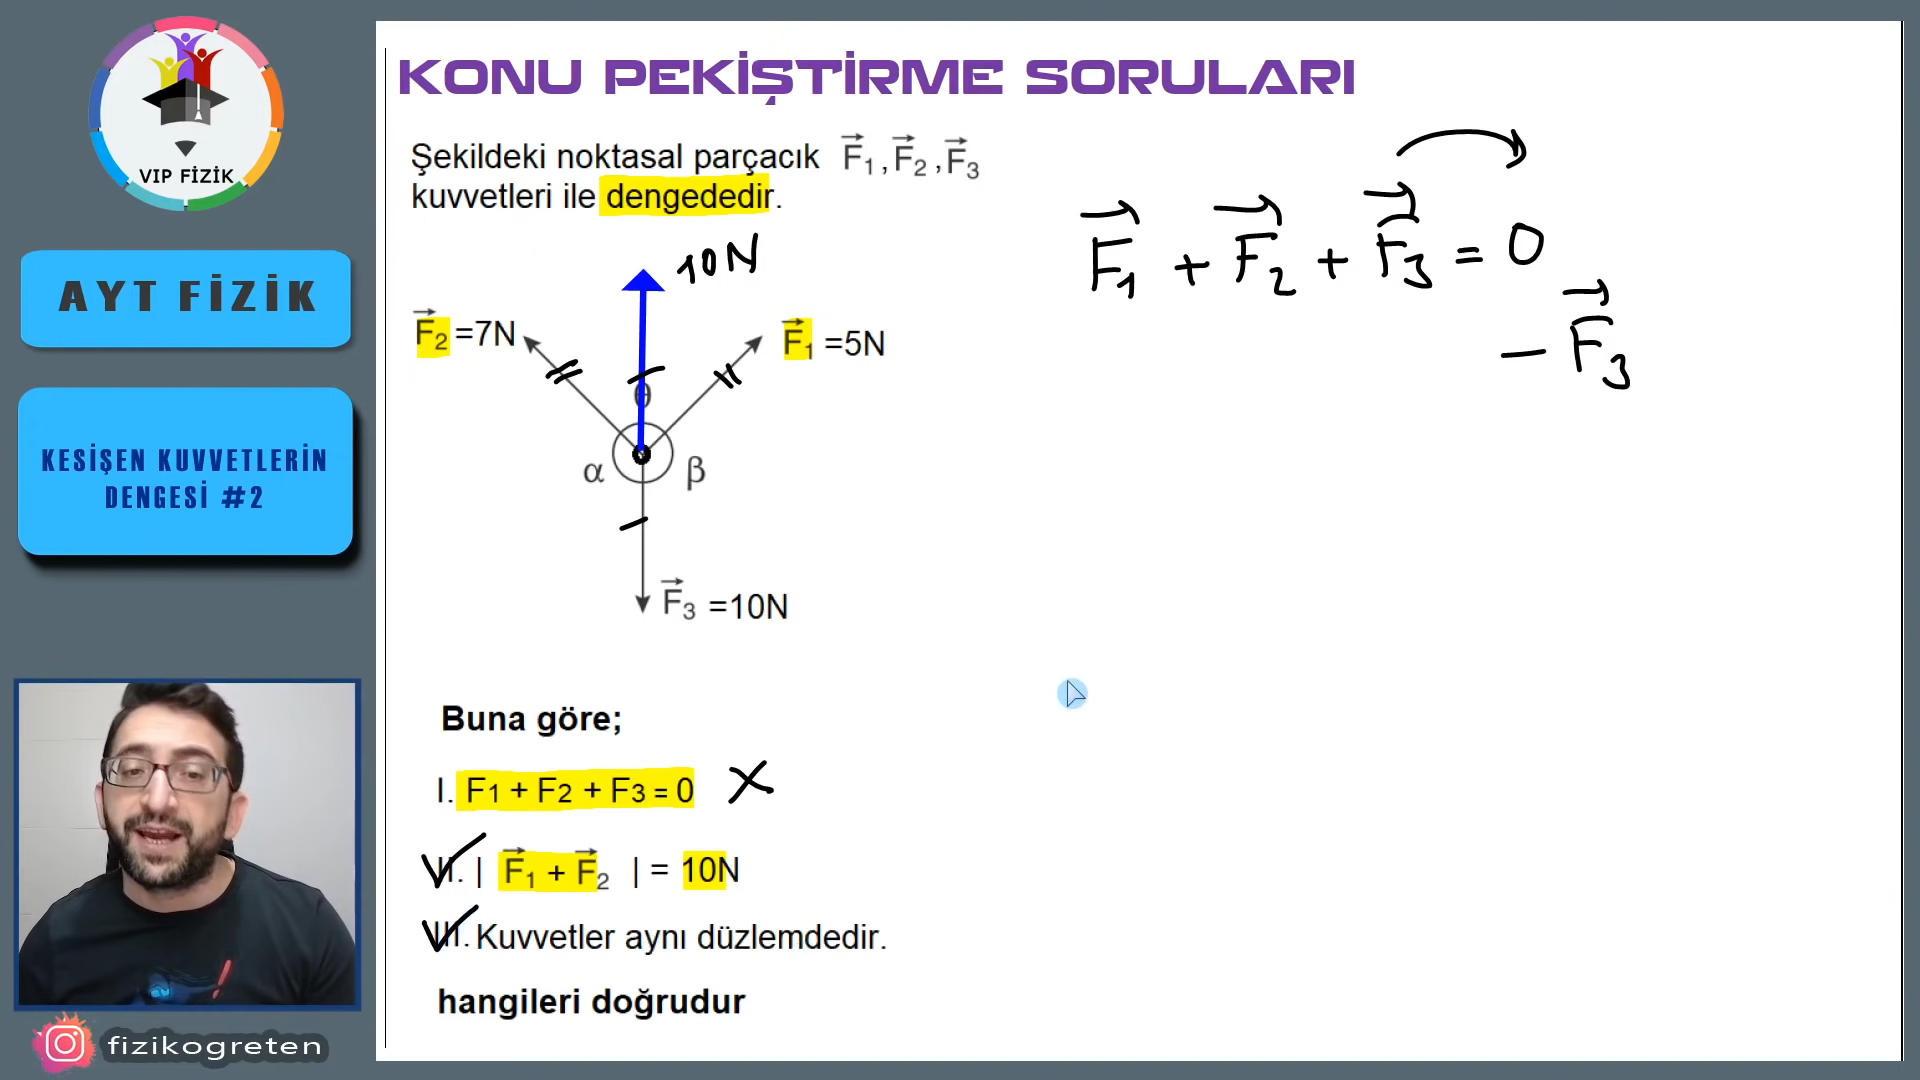 VIP FİZİK
AYT FİZİK
KESİŞEN KUVVETLERİN
DENGESİ #2
fizikogreten
KONU PEKİŞTİRME SORULARI
Şekildeki noktasal parçacık F⃗1 , F⃗2 , F⃗3
kuvvetleri ile dengededir.
10N
F⃗2 =7N
F⃗1 =5N
θ
α
β
F⃗3 =10N
F⃗1 + F⃗2 + F⃗3 = 0
- F⃗3
Buna göre;
I. F1 + F2 + F3 = 0 X
II. | F⃗1 + F⃗2 | = 10N
III. Kuvvetler aynı düzlemdedir.
hangileri doğrudur